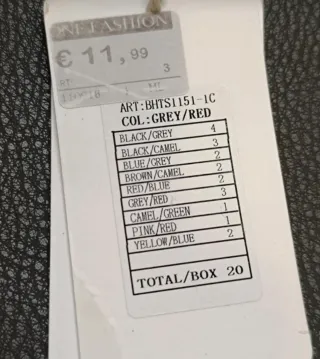 ONE FASHION
€ 11,99
3
ART:BHTS1151-1C
COL:GREY/RED
BLACK/GREY 4
BLACK/CAMEL 3
BLUE/GREY 2
BROWN/CAMEL 2
RED/BLUE 2
GREY/RED 3
CAMEL/GREEN 1
PINK/RED 1
YELLOW/BLUE 2
TOTAL/BOX 20